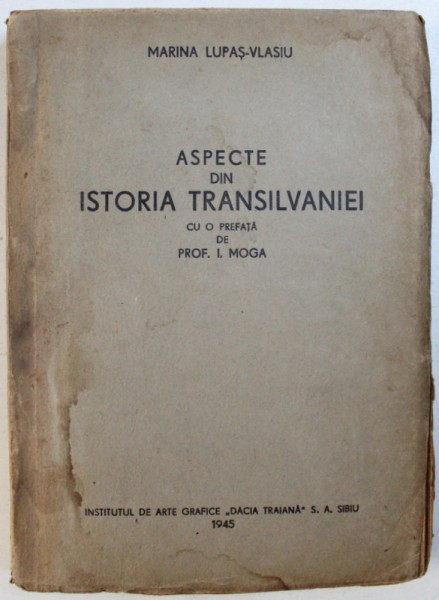 MARINA LUPAȘ-VLASIU
ASPECTE
DIN
ISTORIA TRANSILVANIEI
CU O PREFAȚĂ
DE
PROF. I. MOGA
INSTITUTUL DE ARTE GRAFICE „DACIA TRAIANĂ" S. A. SIBIU
1945